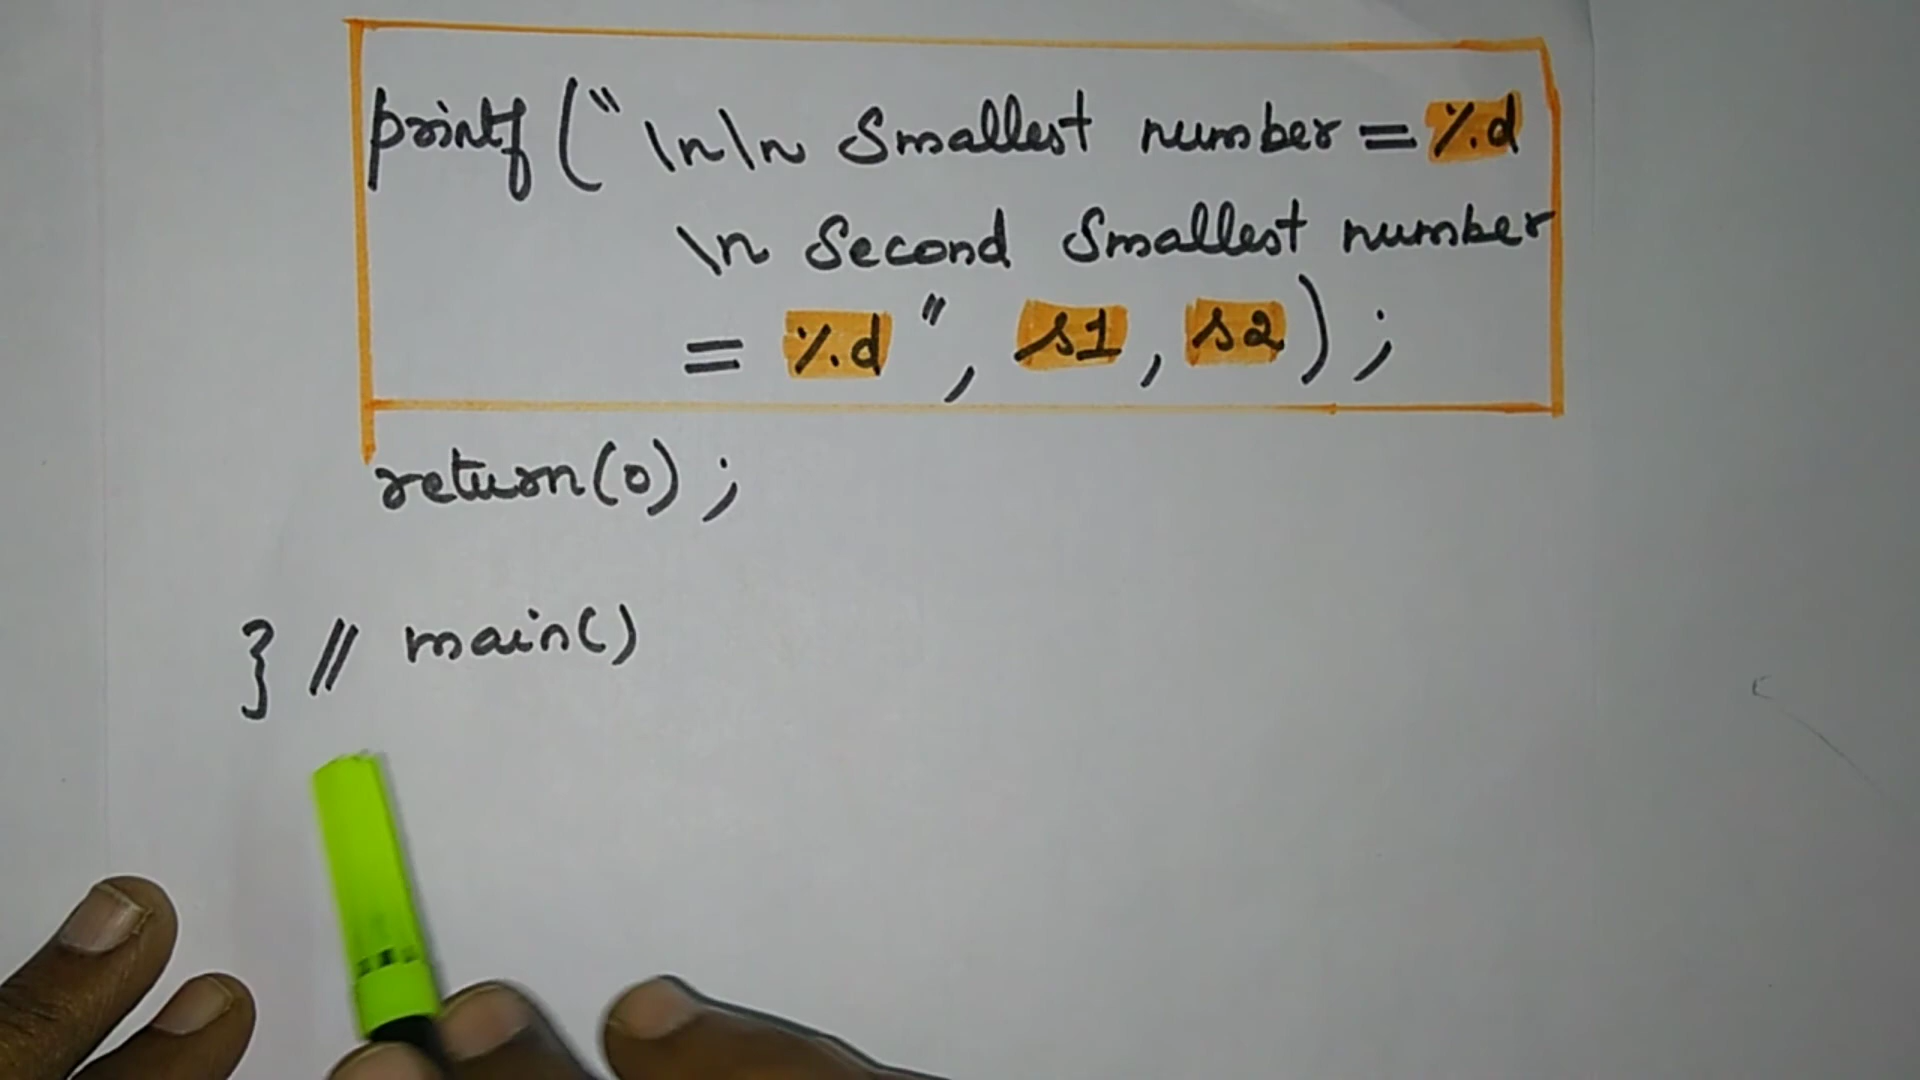 printf("\n\n Smallest number = %d
\n Second Smallest number
= %d", s1, s2);
return(0);
} // main()